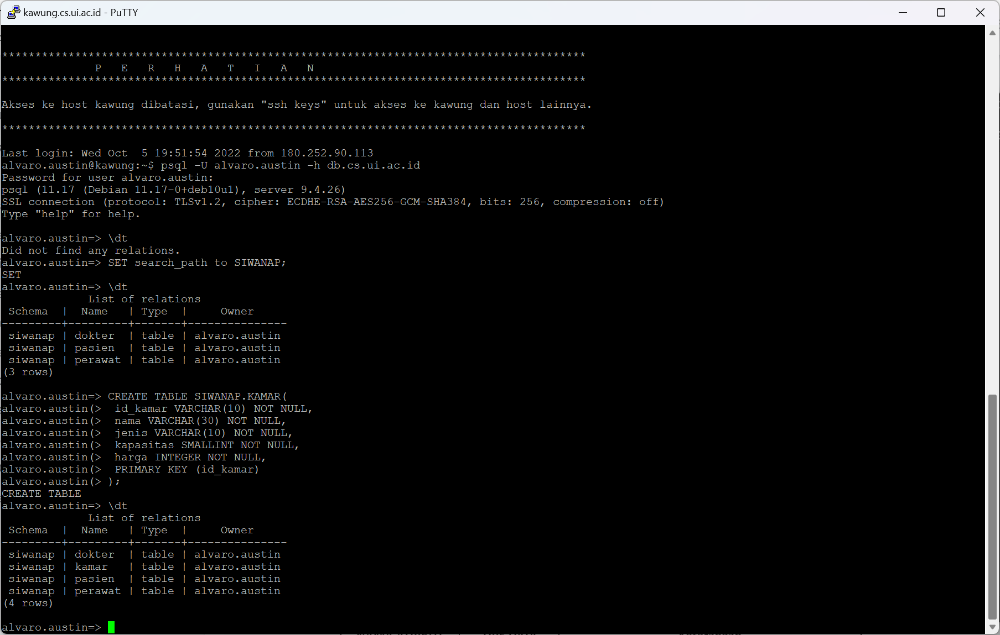 kawung.cs.ui.ac.id - PuTTY
****************************************************************************************
P E R H A T I A N
****************************************************************************************
Akses ke host kawung dibatasi, gunakan "ssh keys" untuk akses ke kawung dan host lainnya.
****************************************************************************************
Last login: Wed Oct  5 19:51:54 2022 from 180.252.90.113
alvaro.austin@kawung:~$ psql -U alvaro.austin -h db.cs.ui.ac.id
Password for user alvaro.austin:
psql (11.17 (Debian 11.17-0+deb10u1), server 9.4.26)
SSL connection (protocol: TLSv1.2, cipher: ECDHE-RSA-AES256-GCM-SHA384, bits: 256, compression: off)
Type "help" for help.
alvaro.austin=> \dt
Did not find any relations.
alvaro.austin=> SET search_path to SIWANAP;
SET
alvaro.austin=> \dt
             List of relations
 Schema  |  Name   | Type  |     Owner
---------+---------+-------+---------------
 siwanap | dokter  | table | alvaro.austin
 siwanap | pasien  | table | alvaro.austin
 siwanap | perawat | table | alvaro.austin
(3 rows)
alvaro.austin=> CREATE TABLE SIWANAP.KAMAR(
alvaro.austin(>  id_kamar VARCHAR(10) NOT NULL,
alvaro.austin(>  nama VARCHAR(30) NOT NULL,
alvaro.austin(>  jenis VARCHAR(10) NOT NULL,
alvaro.austin(>  kapasitas SMALLINT NOT NULL,
alvaro.austin(>  harga INTEGER NOT NULL,
alvaro.austin(>  PRIMARY KEY (id_kamar)
alvaro.austin(> );
CREATE TABLE
alvaro.austin=> \dt
             List of relations
 Schema  |  Name   | Type  |     Owner
---------+---------+-------+---------------
 siwanap | dokter  | table | alvaro.austin
 siwanap | kamar   | table | alvaro.austin
 siwanap | pasien  | table | alvaro.austin
 siwanap | perawat | table | alvaro.austin
(4 rows)
alvaro.austin=>